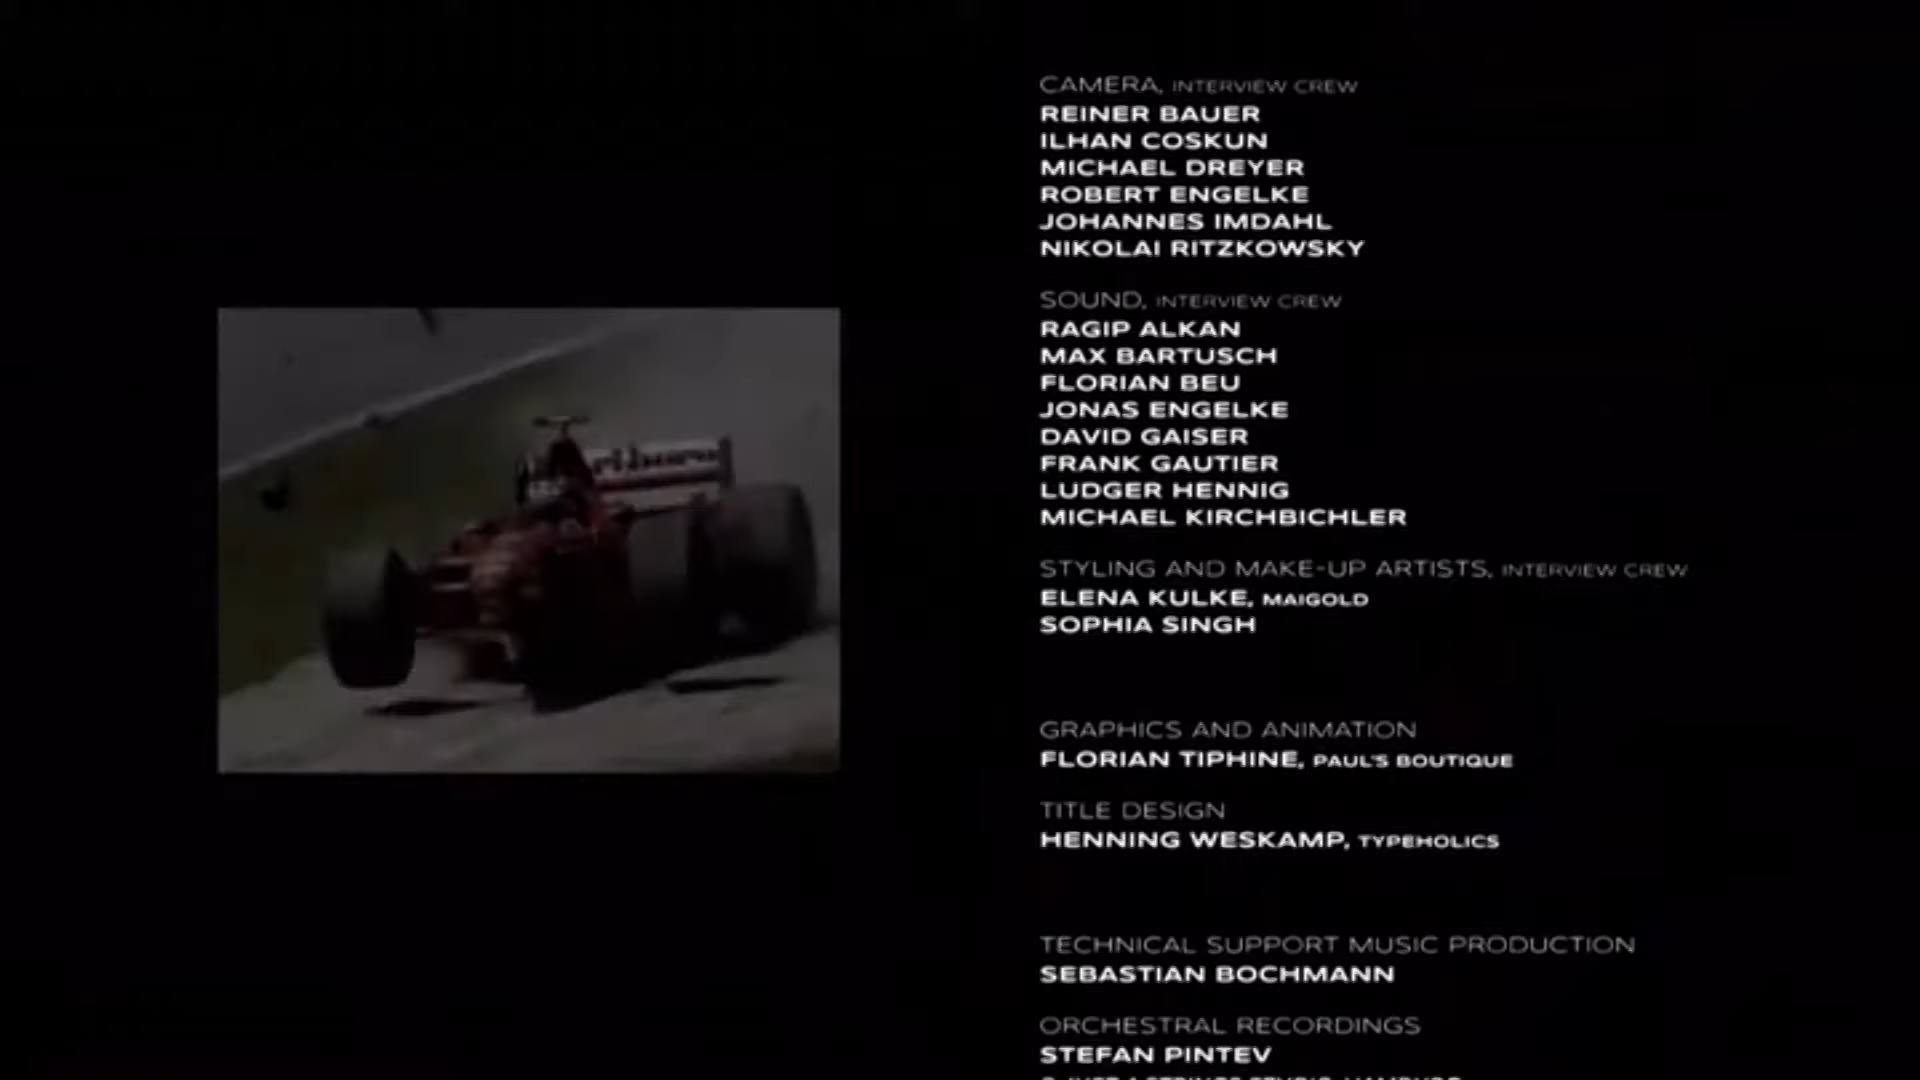 CAMERA, INTERVIEW CREW
REINER BAUER
ILHAN COSKUN
MICHAEL DREYER
ROBERT ENGELKE
JOHANNES IMDAHL
NIKOLAI RITZKOWSKY
SOUND, INTERVIEW CREW
RAGIP ALKAN
MAX BARTUSCH
FLORIAN BEU
JONAS ENGELKE
DAVID GAISER
FRANK GAUTIER
LUDGER HENNIG
MICHAEL KIRCHBICHLER
STYLING AND MAKE-UP ARTISTS, INTERVIEW CREW
ELENA KULKE, MAIGOLD
SOPHIA SINGH
GRAPHICS AND ANIMATION
FLORIAN TIPHINE, PAUL'S BOUTIQUE
TITLE DESIGN
HENNING WESKAMP, TYPEHOLICS
TECHNICAL SUPPORT MUSIC PRODUCTION
SEBASTIAN BOCHMANN
ORCHESTRAL RECORDINGS
STEFAN PINTEV